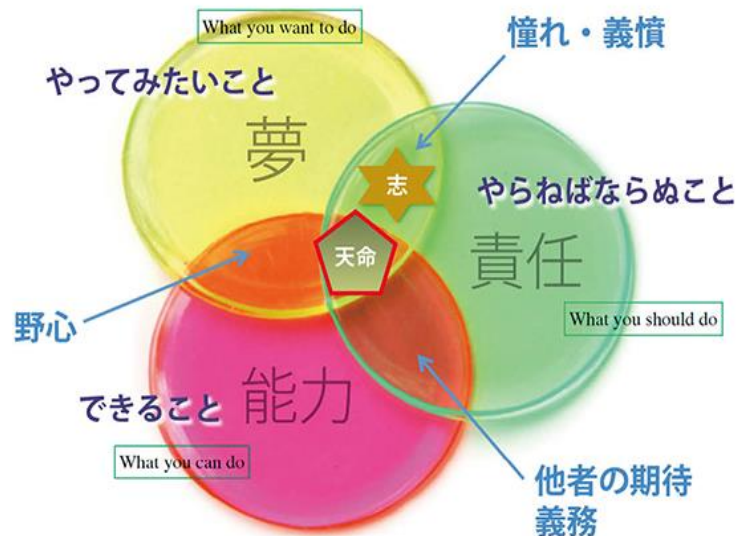 What you want to do
憧れ・義憤
やってみたいこと
夢
志
やらねばならぬこと
天命
責任
野心
What you should do
能力
できること
What you can do
他者の期待
義務